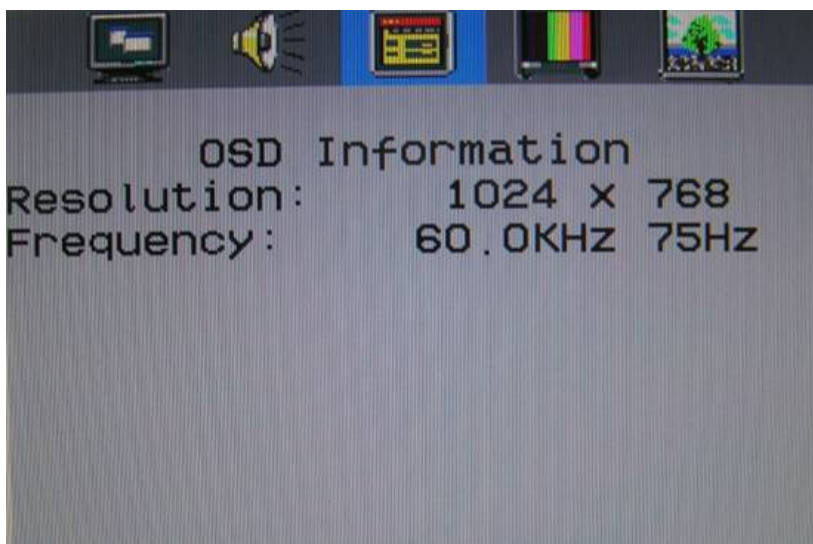 OSD Information
Resolution: 1024 x 768
Frequency: 60.0KHz 75Hz